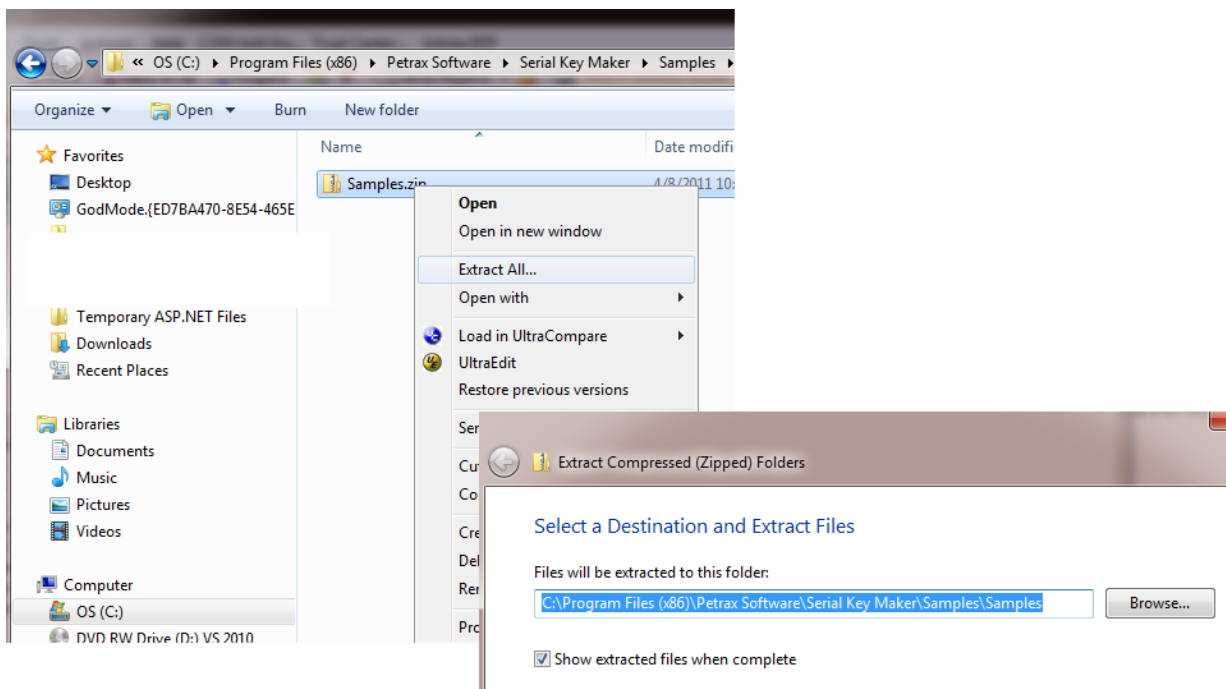 « OS (C:) ▸ Program Files (x86) ▸ Petrax Software ▸ Serial Key Maker ▸ Samples ▸
Organize ▾ Open ▾ Burn New folder
Name Date modifi
Favorites
Desktop
GodMode.{ED7BA470-8E54-465E
Temporary ASP.NET Files
Downloads
Recent Places
Libraries
Documents
Music
Pictures
Videos
Computer
OS (C:)
DVD RW Drive (D:) VS 2010
Samples.zip 4/8/2011 10:
Open
Open in new window
Extract All...
Open with
Load in UltraCompare
UltraEdit
Restore previous versions
Extract Compressed (Zipped) Folders
Select a Destination and Extract Files
Files will be extracted to this folder:
C:\Program Files (x86)\Petrax Software\Serial Key Maker\Samples\Samples Browse...
Show extracted files when complete